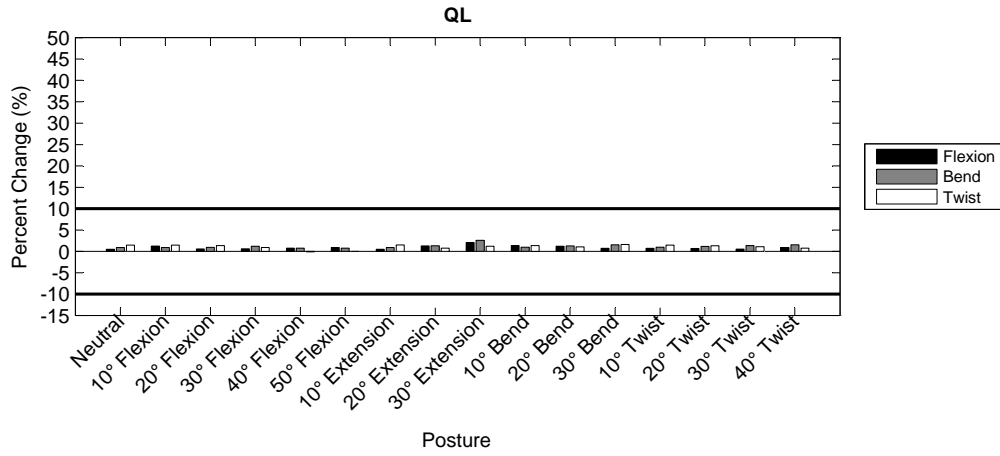 QL
50
45
40
35
30
25
20
15
10
5
0
-5
-10
-15
Percent Change (%)
Neutral
10° Flexion
20° Flexion
30° Flexion
40° Flexion
50° Flexion
10° Extension
20° Extension
30° Extension
10° Bend
20° Bend
30° Bend
10° Twist
20° Twist
30° Twist
40° Twist
Posture
Flexion
Bend
Twist